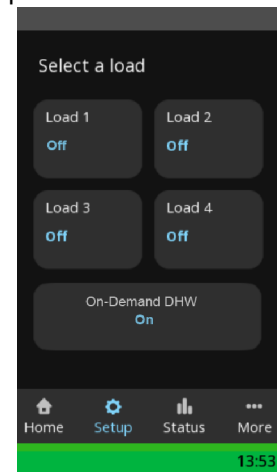 Select a load
Load 1
Off
Load 2
Off
Load 3
Off
Load 4
Off
On-Demand DHW
On
Home Setup Status More
13:53